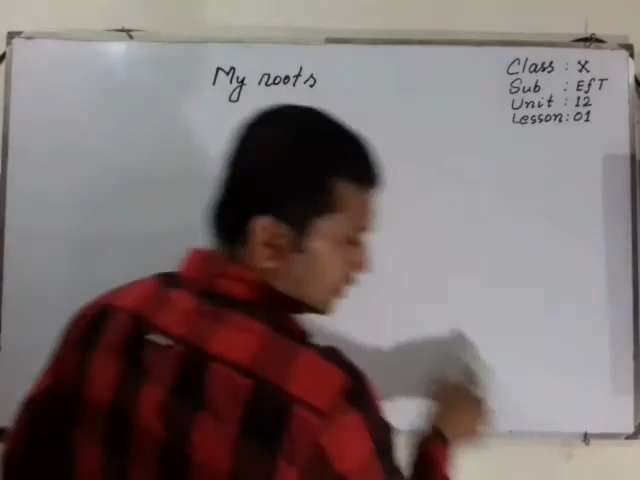 My roots
Class : X
Sub : EfT
Unit : 12
Lesson : 01